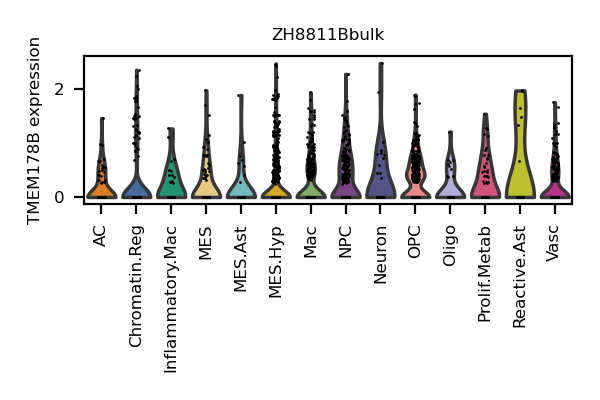 ZH8811Bbulk
TMEM178B expression
2
0
AC
Chromatin.Reg
Inflammatory.Mac
MES
MES.Ast
MES.Hyp
Mac
NPC
Neuron
OPC
Oligo
Prolif.Metab
Reactive.Ast
Vasc